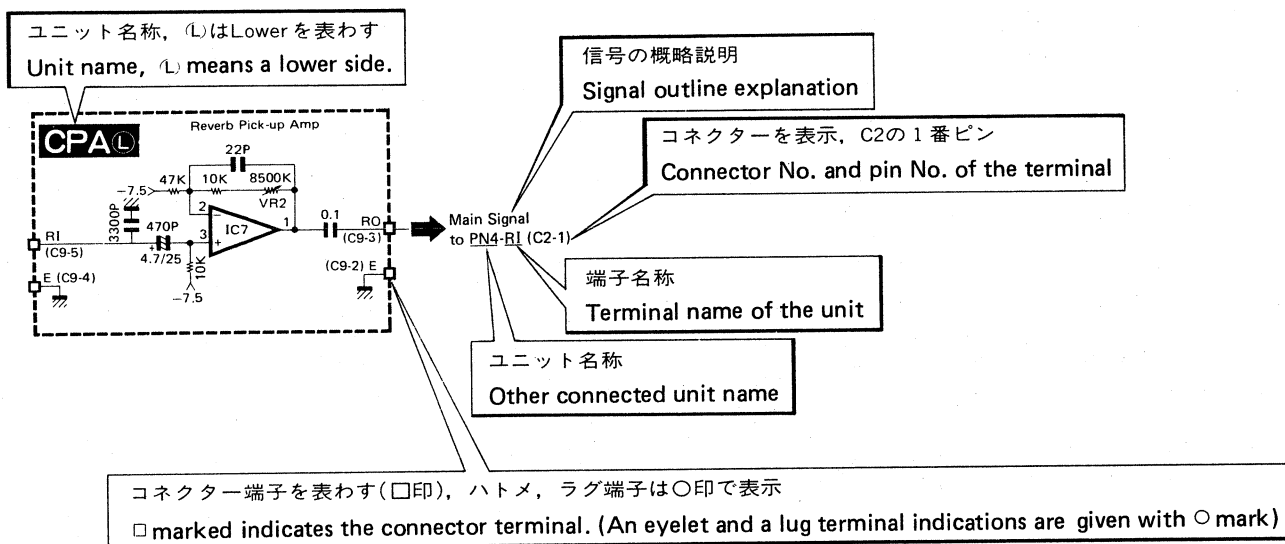 ユニット名称, ⓁはLowerを表わす
Unit name, Ⓛ means a lower side.
信号の概略説明
Signal outline explanation
コネクターを表示, C2の1番ピン
Connector No. and pin No. of the terminal
CPAⓁ
Reverb Pick-up Amp
22P
47K
10K
8500K
−7.5
VR2
3300P
2
−
IC7
1
0.1
RO
(C9-3)
470P
3
+
RI
(C9-5)
+
4.7/25
10K
E (C9-4)
−7.5
(C9-2) E
Main Signal
to PN4-RI (C2-1)
端子名称
Terminal name of the unit
ユニット名称
Other connected unit name
コネクター端子を表わす(□印), ハトメ, ラグ端子は○印で表示
□ marked indicates the connector terminal. (An eyelet and a lug terminal indications are given with ○ mark)